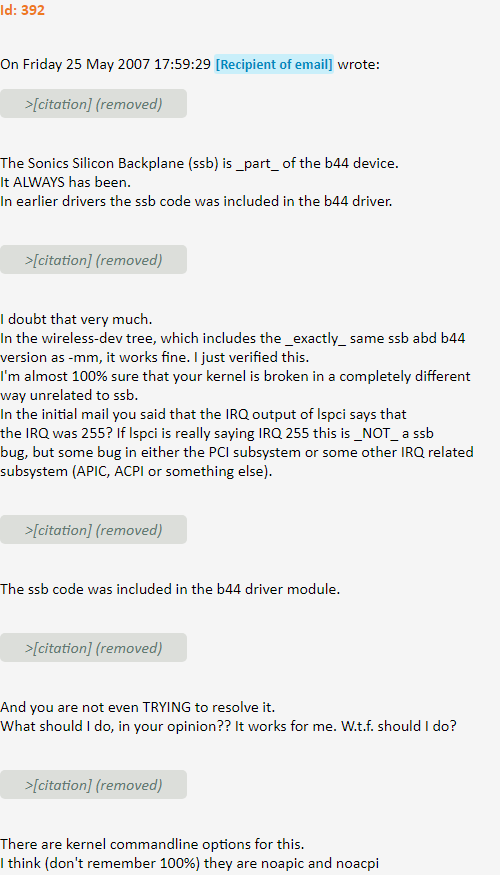 Id: 392
On Friday 25 May 2007 17:59:29 [Recipient of email] wrote:
>[citation] (removed)
The Sonics Silicon Backplane (ssb) is _part_ of the b44 device.
It ALWAYS has been.
In earlier drivers the ssb code was included in the b44 driver.
>[citation] (removed)
I doubt that very much.
In the wireless-dev tree, which includes the _exactly_ same ssb abd b44
version as -mm, it works fine. I just verified this.
I'm almost 100% sure that your kernel is broken in a completely different
way unrelated to ssb.
In the initial mail you said that the IRQ output of lspci says that
the IRQ was 255? If lspci is really saying IRQ 255 this is _NOT_ a ssb
bug, but some bug in either the PCI subsystem or some other IRQ related
subsystem (APIC, ACPI or something else).
>[citation] (removed)
The ssb code was included in the b44 driver module.
>[citation] (removed)
And you are not even TRYING to resolve it.
What should I do, in your opinion?? It works for me. W.t.f. should I do?
>[citation] (removed)
There are kernel commandline options for this.
I think (don't remember 100%) they are noapic and noacpi